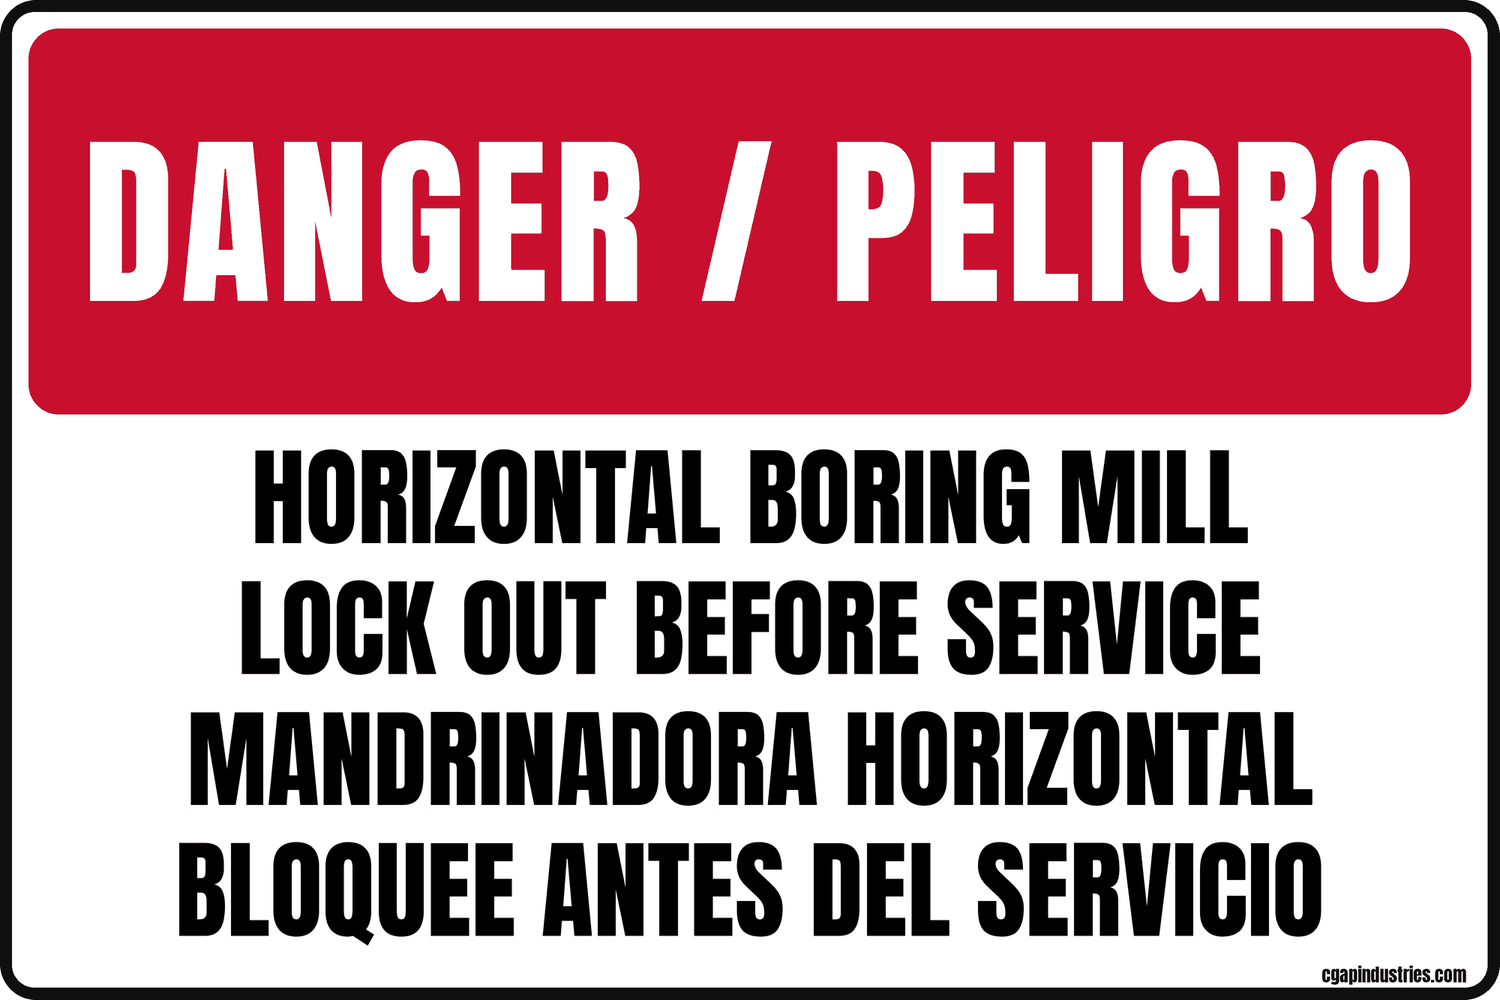 DANGER / PELIGRO
HORIZONTAL BORING MILL
LOCK OUT BEFORE SERVICE
MANDRINADORA HORIZONTAL
BLOQUEE ANTES DEL SERVICIO
cgapindustries.com